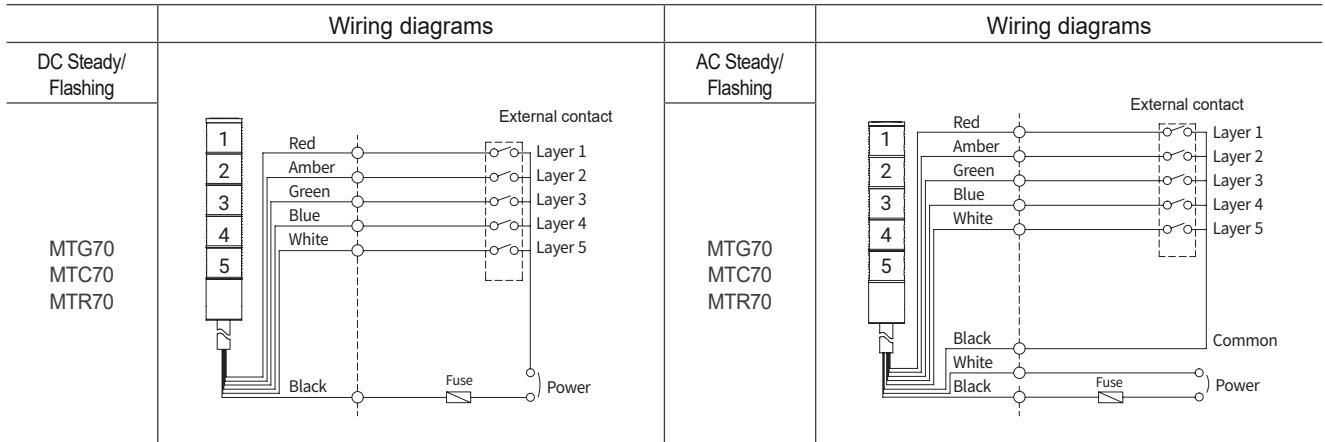 Wiring diagrams
Wiring diagrams
DC Steady/
Flashing
AC Steady/
Flashing
MTG70
MTC70
MTR70
External contact
1
2
3
4
5
Red
Amber
Green
Blue
White
Layer 1
Layer 2
Layer 3
Layer 4
Layer 5
Black
Fuse
Power
MTG70
MTC70
MTR70
External contact
1
2
3
4
5
Red
Amber
Green
Blue
White
Layer 1
Layer 2
Layer 3
Layer 4
Layer 5
Black
Common
White
Black
Fuse
Power